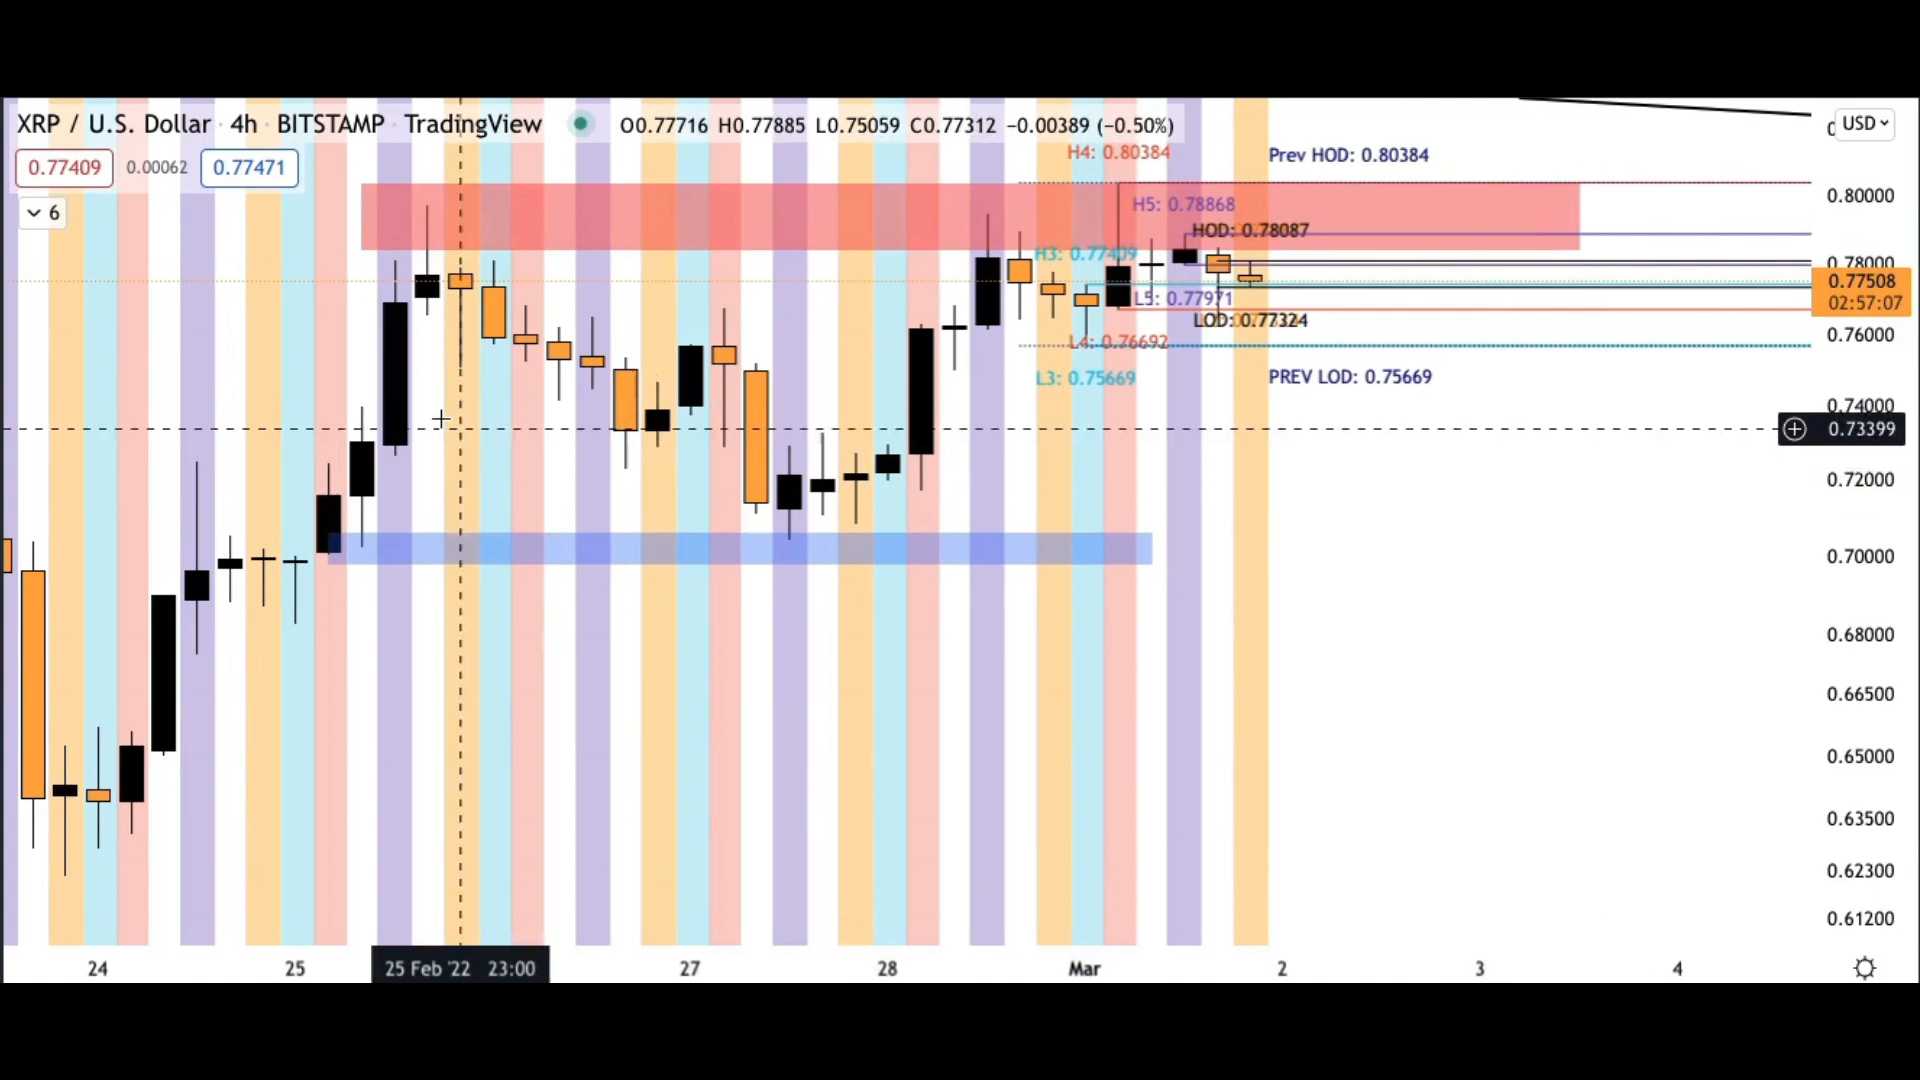 XRP / U.S. Dollar · 4h · BITSTAMP · TradingView
O0.77716 H0.77885 L0.75059 C0.77312 −0.00389 (−0.50%)
USD
0.77409 0.00062 0.77471
6
H4: 0.80384
Prev HOD: 0.80384
0.80000
H5: 0.78868
HOD: 0.78087
H3: 0.77409
0.78000
0.77508
02:57:07
L5: 0.77971
LOD: 0.77324
0.76000
L4: 0.76692
L3: 0.75669
PREV LOD: 0.75669
0.74000
0.73399
0.72000
0.70000
0.68000
0.66500
0.65000
0.63500
0.62300
0.61200
24 25 25 Feb '22 23:00 27 28 Mar 2 3 4